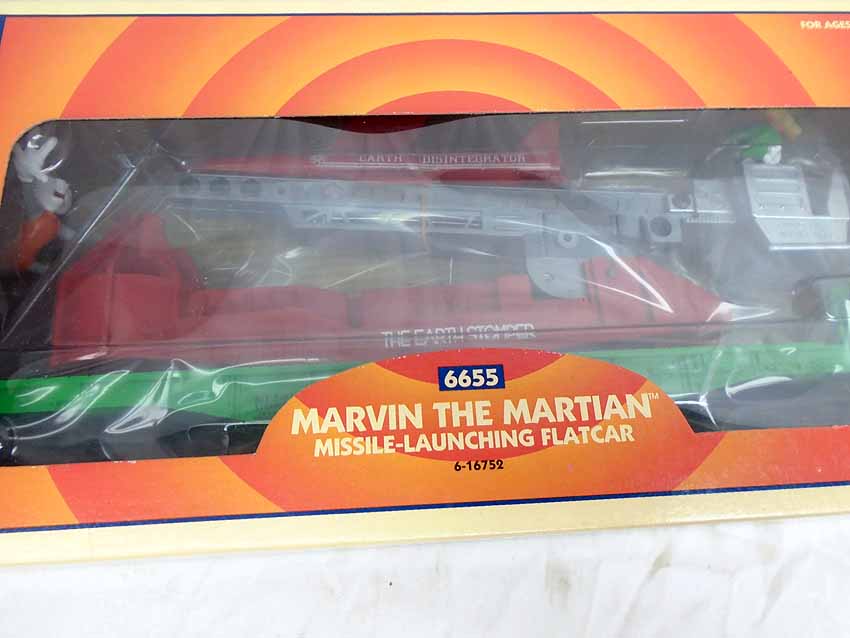 FOR AGES
EARTH DISINTEGRATOR
THE EARTH STOMPER
6655
MARVIN THE MARTIAN™
MISSILE-LAUNCHING FLATCAR
6-16752